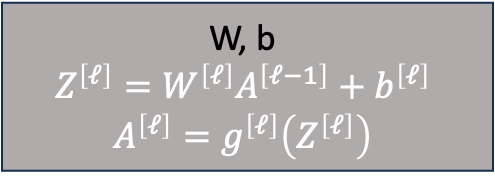 W, b
Z^[ℓ] = W^[ℓ] A^[ℓ−1] + b^[ℓ]
A^[ℓ] = g^[ℓ](Z^[ℓ])